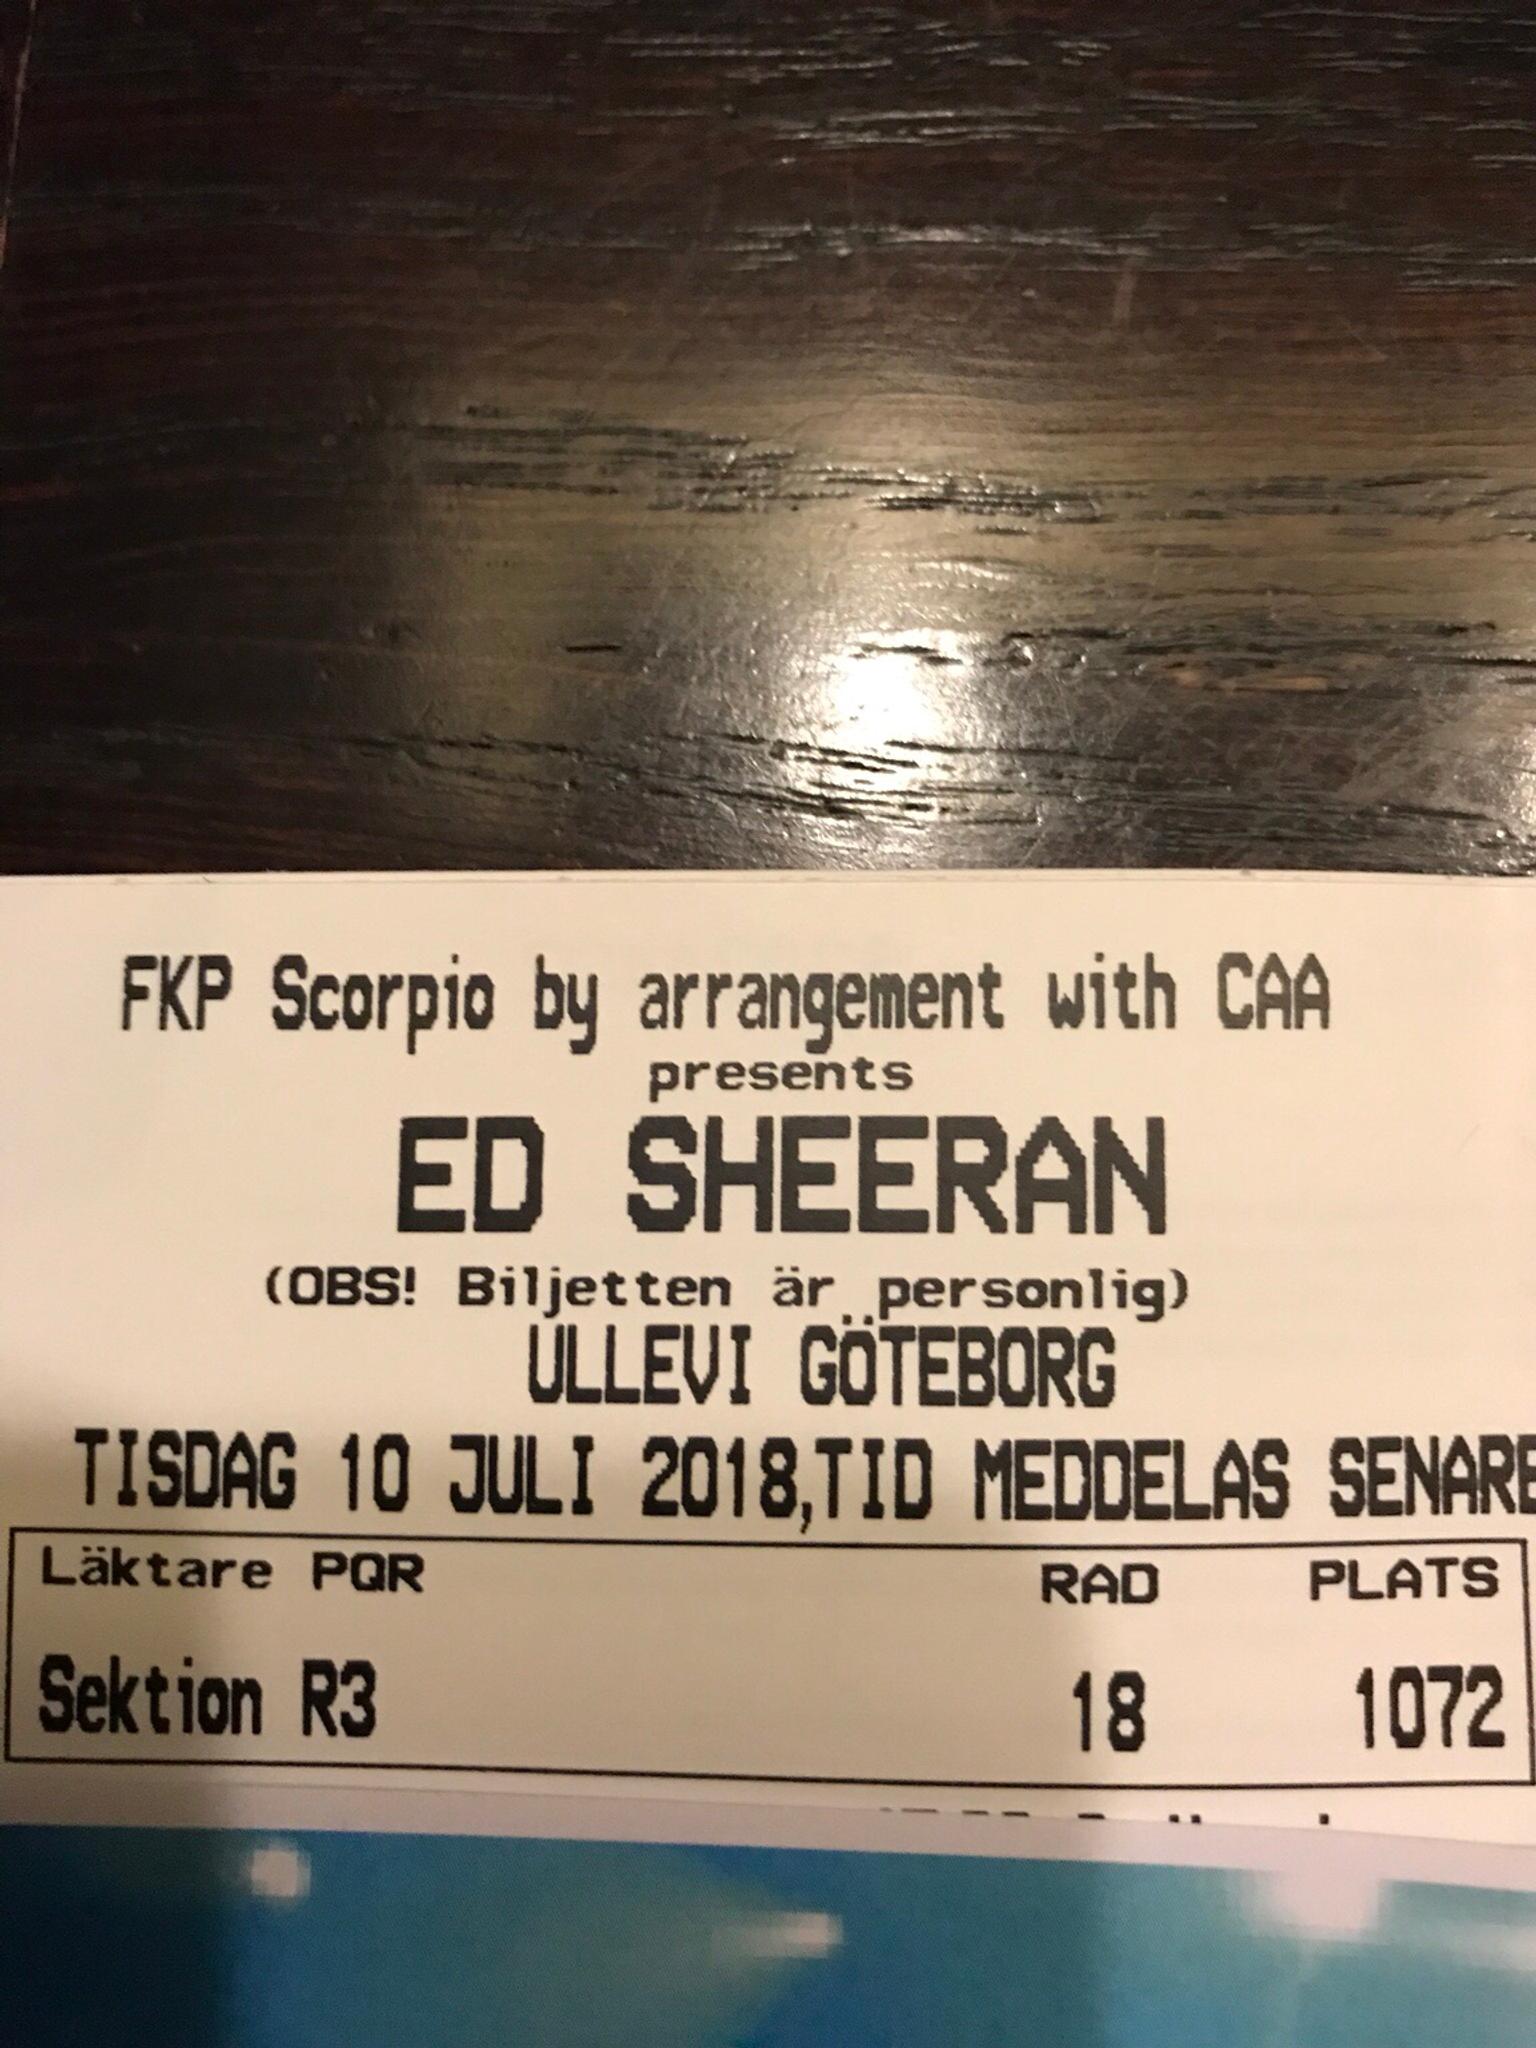 FKP Scorpio by arrangement with CAA
presents
ED SHEERAN
(OBS! Biljetten är personlig)
ULLEVI GÖTEBORG
TISDAG 10 JULI 2018,TID MEDDELAS SENARE
Läktare PQR RAD PLATS
Sektion R3 18 1072